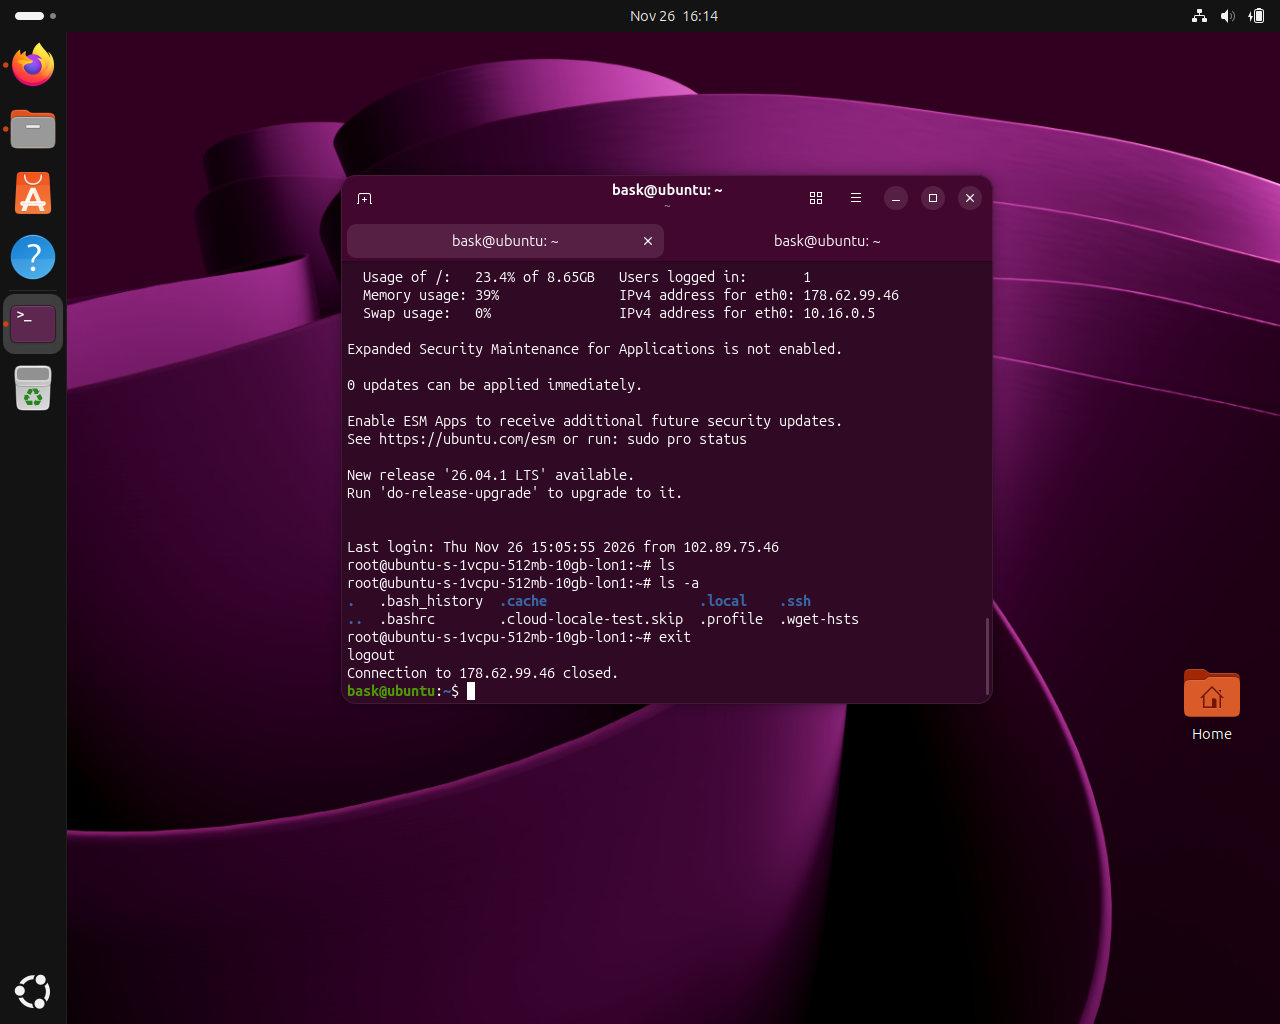 Nov 26 16:14
bask@ubuntu: ~
~
bask@ubuntu: ~
bask@ubuntu: ~
Usage of /: 23.4% of 8.65GB Users logged in: 1
Memory usage: 39% IPv4 address for eth0: 178.62.99.46
Swap usage: 0% IPv4 address for eth0: 10.16.0.5
Expanded Security Maintenance for Applications is not enabled.
0 updates can be applied immediately.
Enable ESM Apps to receive additional future security updates.
See https://ubuntu.com/esm or run: sudo pro status
New release '26.04.1 LTS' available.
Run 'do-release-upgrade' to upgrade to it.
Last login: Thu Nov 26 15:05:55 2026 from 102.89.75.46
root@ubuntu-s-1vcpu-512mb-10gb-lon1:~# ls
root@ubuntu-s-1vcpu-512mb-10gb-lon1:~# ls -a
. .bash_history .cache .local .ssh
.. .bashrc .cloud-locale-test.skip .profile .wget-hsts
root@ubuntu-s-1vcpu-512mb-10gb-lon1:~# exit
logout
Connection to 178.62.99.46 closed.
bask@ubuntu:~$
Home